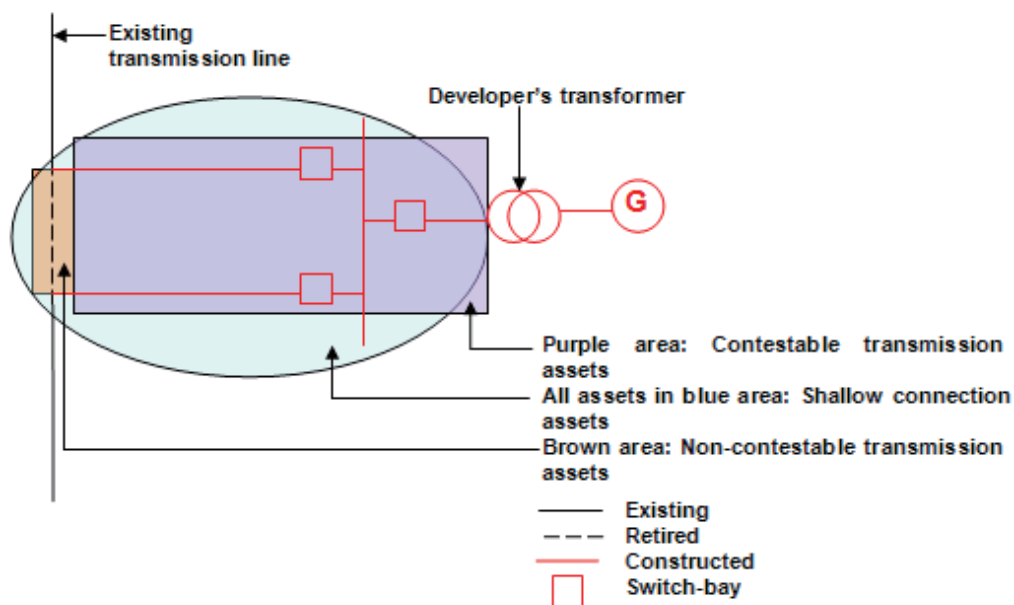 Existing
transmission line
Developer's transformer
G
Purple area: Contestable transmission
assets
All assets in blue area: Shallow connection
assets
Brown area: Non-contestable transmission
assets
Existing
Retired
Constructed
Switch-bay